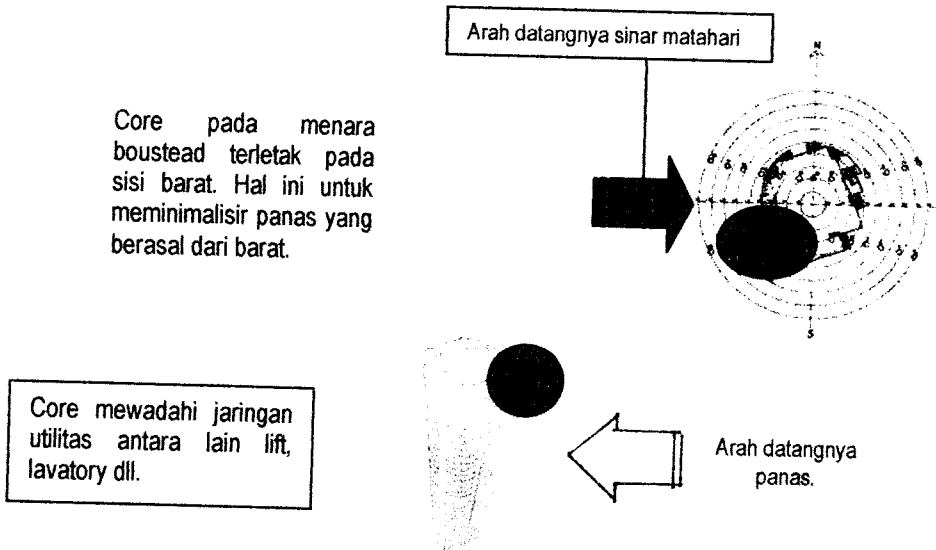 Arah datangnya sinar matahari
N
Core pada menara
boustead terletak pada
sisi barat. Hal ini untuk
meminimalisir panas yang
berasal dari barat.
S
Core mewadahi jaringan
utilitas antara lain lift,
lavatory dll.
Arah datangnya
panas.